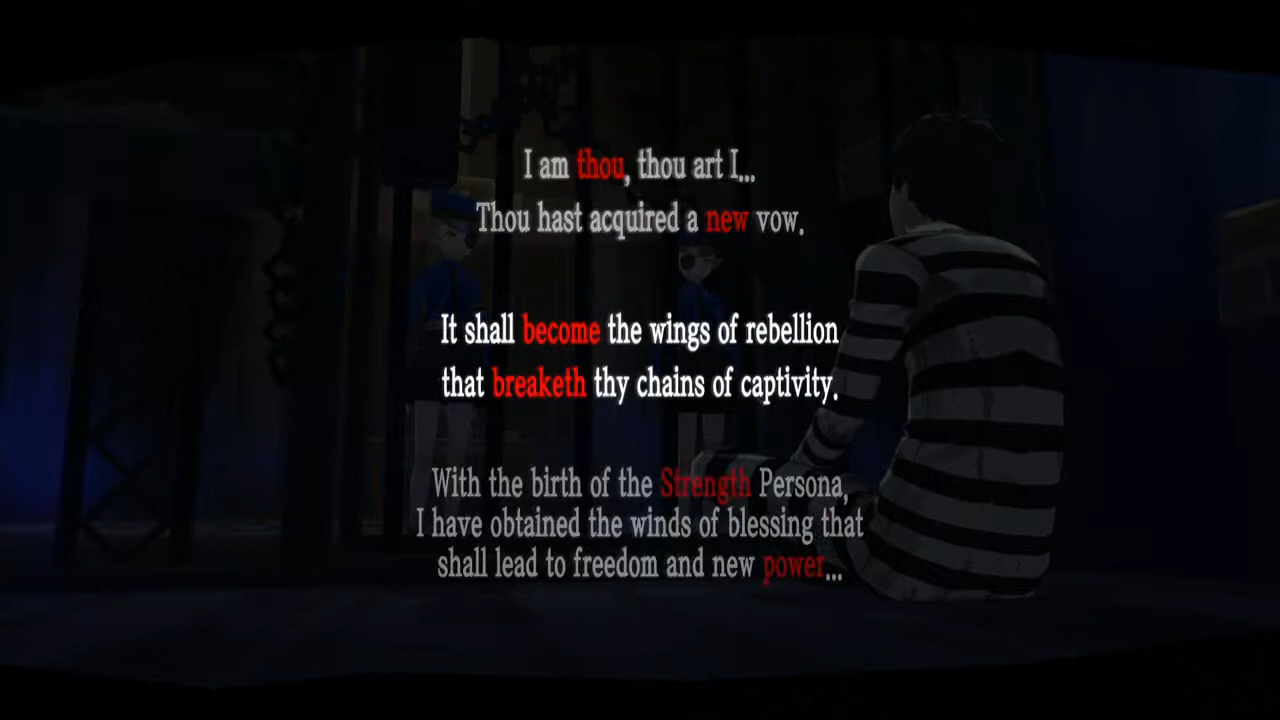 I am thou, thou art I...
Thou hast acquired a new vow.
It shall become the wings of rebellion
that breaketh thy chains of captivity.
With the birth of the Strength Persona,
I have obtained the winds of blessing that
shall lead to freedom and new power...